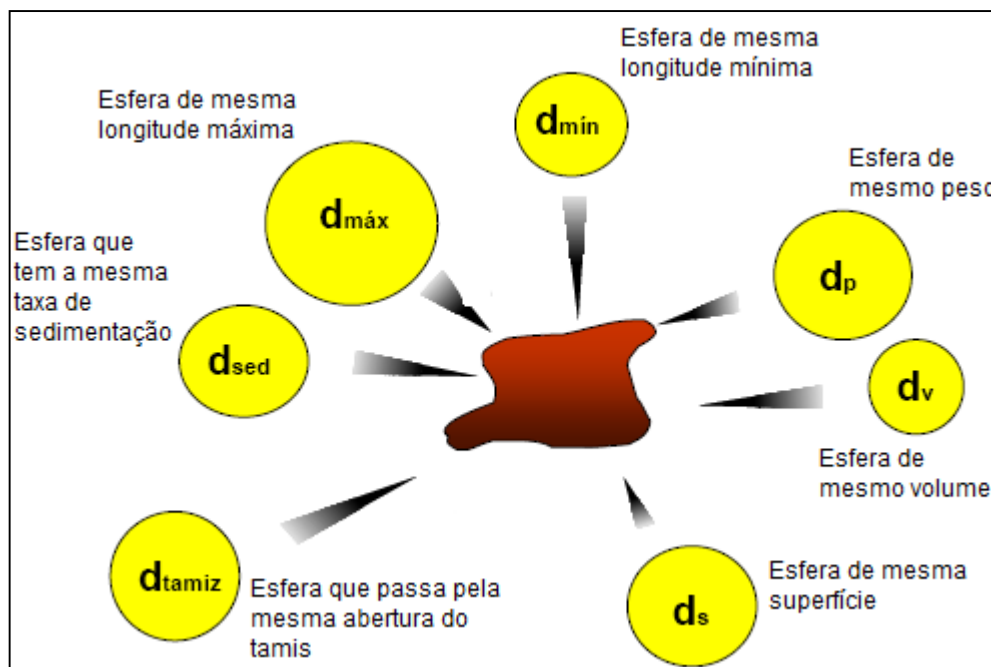 Esfera de mesma
longitude mínima
dmín
Esfera de mesma
longitude máxima
dmáx
Esfera de
mesmo peso
dp
Esfera que
tem a mesma
taxa de
sedimentação
dsed
dv
Esfera de
mesmo volume
dtamiz
Esfera que passa pela
mesma abertura do
tamis
ds
Esfera de mesma
superfície